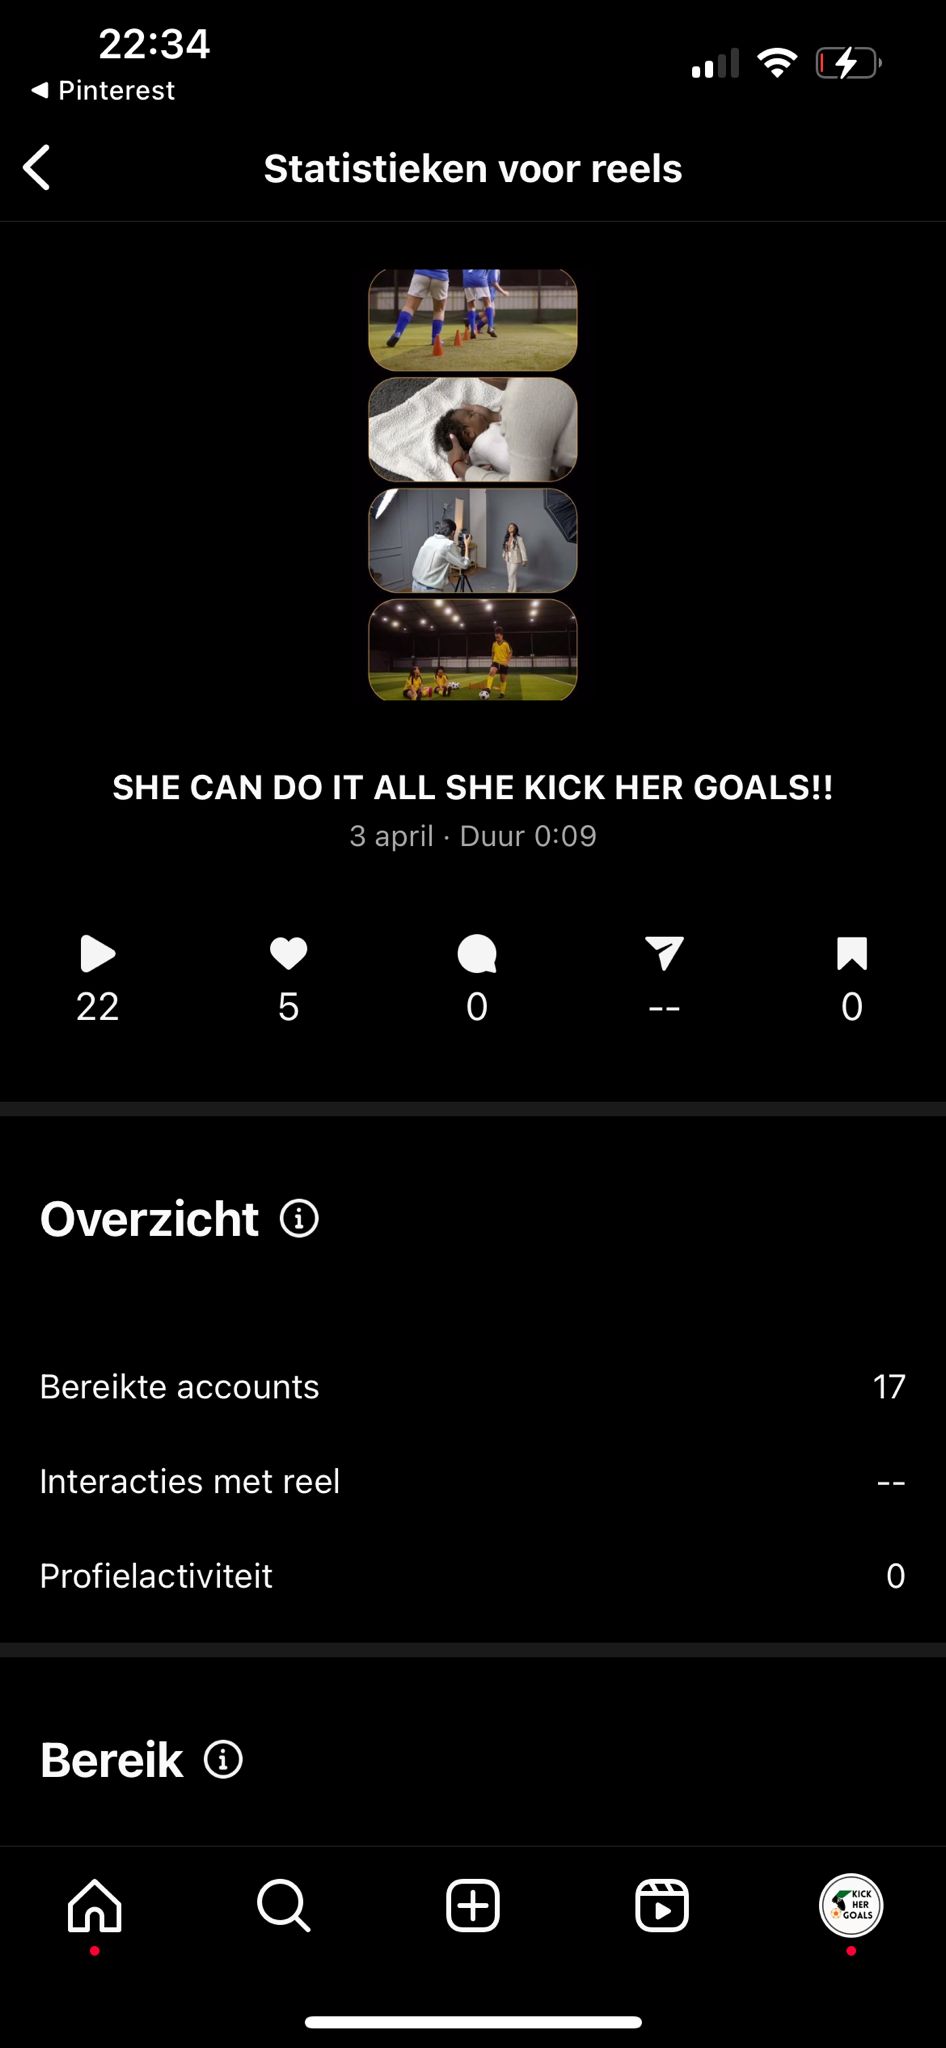 22:34
◀ Pinterest
Statistieken voor reels
SHE CAN DO IT ALL SHE KICK HER GOALS!!
3 april · Duur 0:09
22 5 0 -- 0
Overzicht
Bereikte accounts 17
Interacties met reel --
Profielactiviteit 0
Bereik
KICK
HER
GOALS